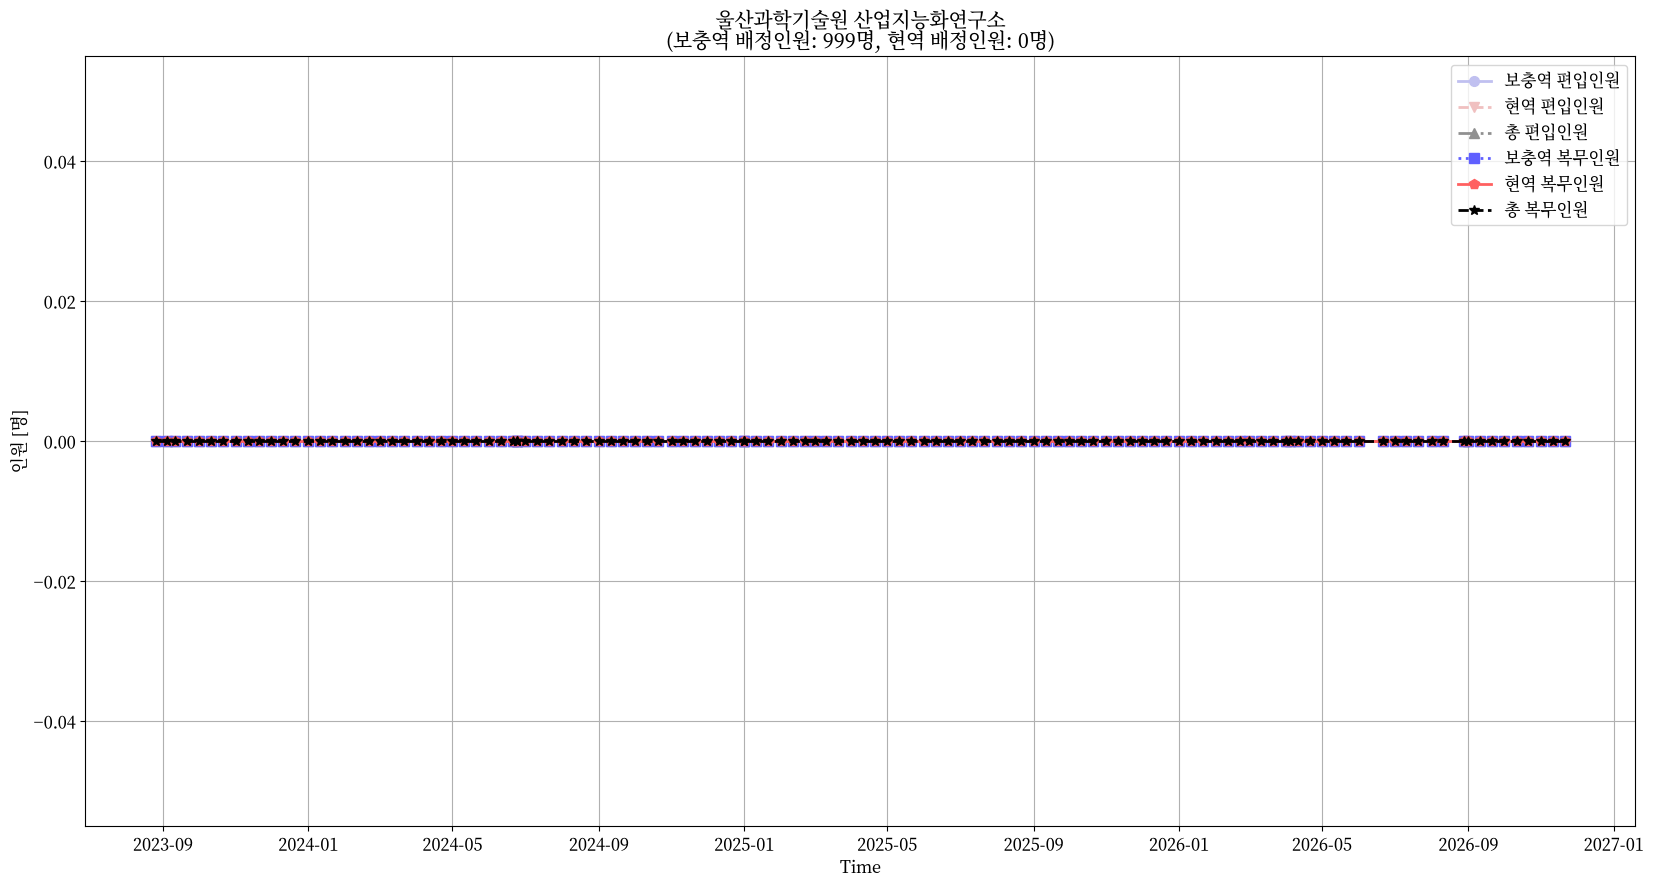 울산과학기술원 산업지능화연구소
(보충역 배정인원: 999명, 현역 배정인원: 0명)
보충역 편입인원
현역 편입인원
총 편입인원
보충역 복무인원
현역 복무인원
총 복무인원
인원 [명]
0.04
0.02
0.00
−0.02
−0.04
2023-09 2024-01 2024-05 2024-09 2025-01 2025-05 2025-09 2026-01 2026-05 2026-09 2027-01
Time